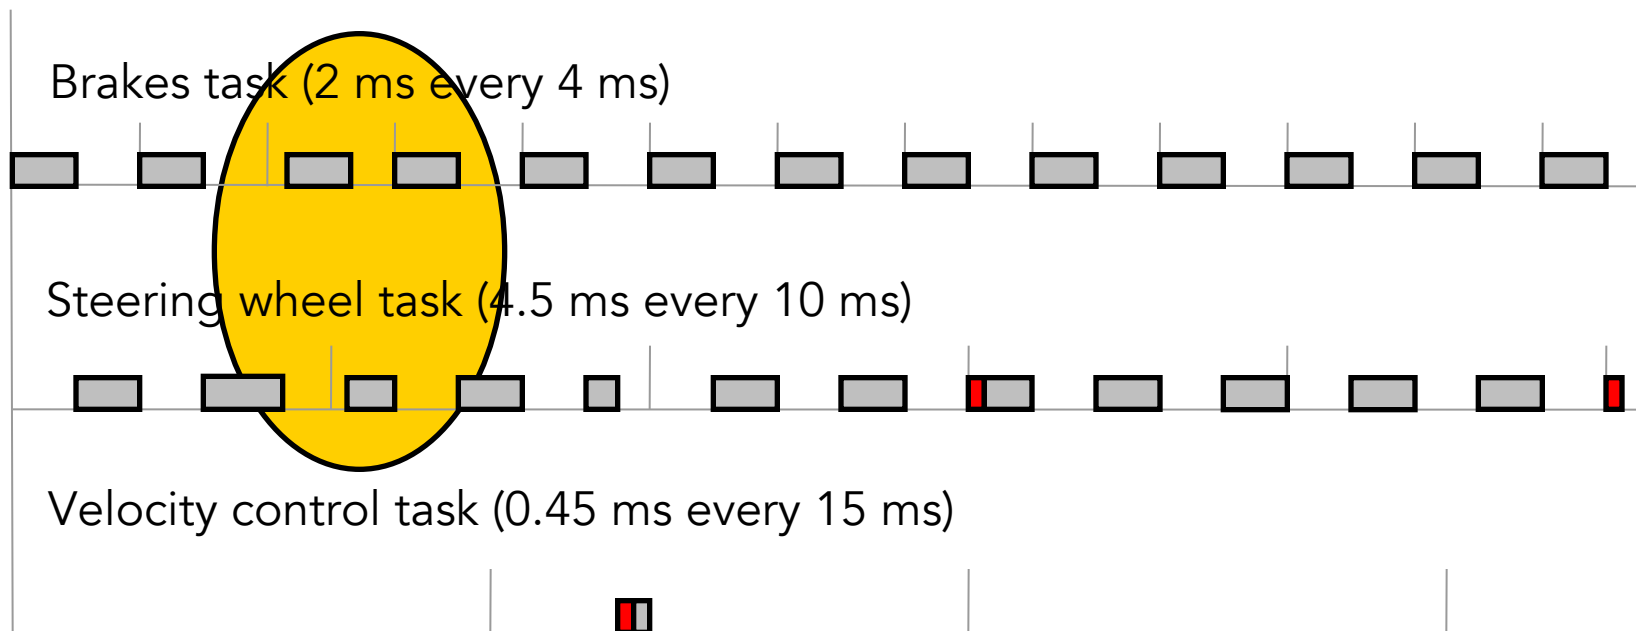 Brakes task (2 ms every 4 ms)
Steering wheel task (4.5 ms every 10 ms)
Velocity control task (0.45 ms every 15 ms)